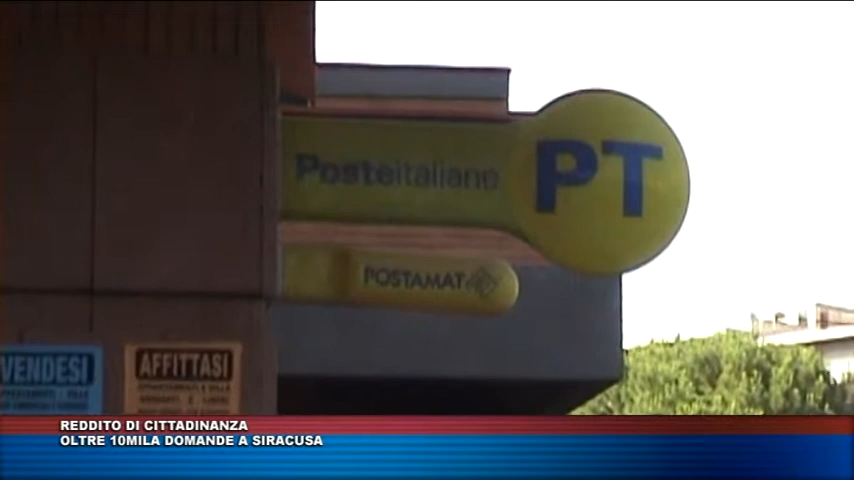 Posteitaliane
PT
POSTAMAT
VENDESI
AFFITTASI
REDDITO DI CITTADINANZA
OLTRE 10MILA DOMANDE A SIRACUSA